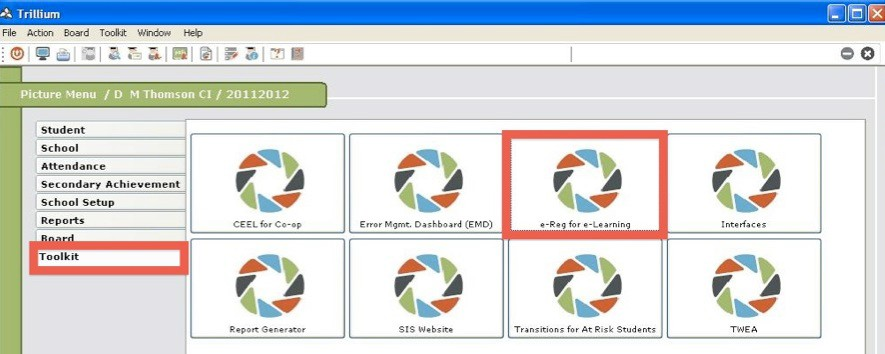 Trillium
File Action Board Toolkit Window Help
Picture Menu / D M Thomson CI / 20112012
Student
School
Attendance
Secondary Achievement
School Setup
Reports
Board
Toolkit
CEEL for Co-op
Error Mgmt. Dashboard (EMD)
e-Reg for e-Learning
Interfaces
Report Generator
SIS Website
Transitions for At Risk Students
TWEA